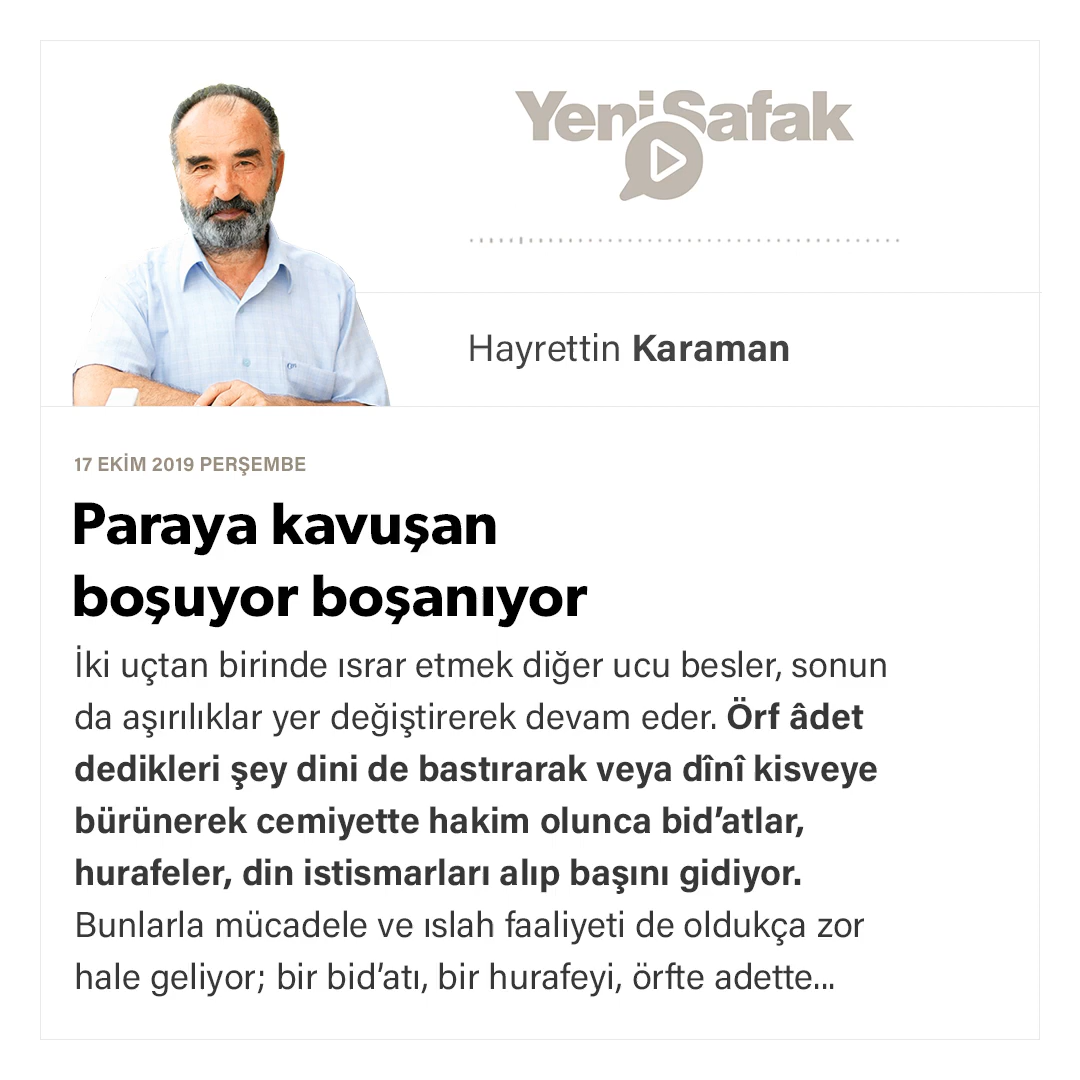 YeniSafak
Hayrettin Karaman
17 EKİM 2019 PERŞEMBE
Paraya kavuşan
boşuyor boşanıyor
İki uçtan birinde ısrar etmek diğer ucu besler, sonun
da aşırılıklar yer değiştirerek devam eder. Örf âdet
dedikleri şey dini de bastırarak veya dînî kisveye
bürünerek cemiyette hakim olunca bid’atlar,
hurafeler, din istismarları alıp başını gidiyor.
Bunlarla mücadele ve ıslah faaliyeti de oldukça zor
hale geliyor; bir bid’atı, bir hurafeyi, örfte adette...